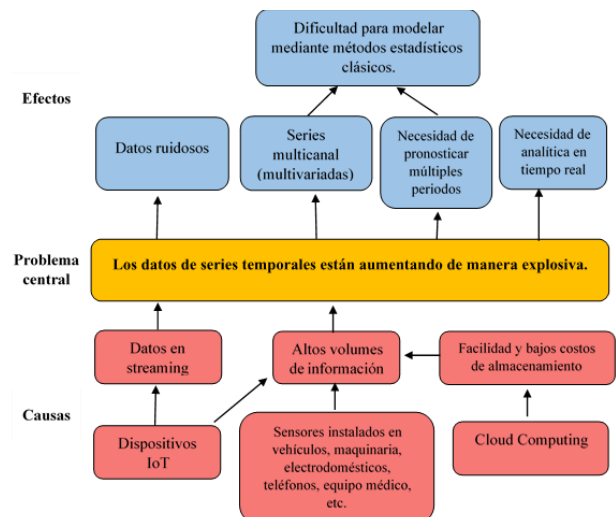 Dificultad para modelar
mediante métodos estadísticos
clásicos.
Efectos
Datos ruidosos
Series
multicanal
(multivariadas)
Necesidad de
pronosticar
múltiples
periodos
Necesidad de
analítica en
tiempo real
Problema
central
Los datos de series temporales están aumentando de manera explosiva.
Datos en
streaming
Altos volumes
de información
Facilidad y bajos costos
de almacenamiento
Causas
Dispositivos
IoT
Sensores instalados en
vehículos, maquinaria,
electrodomésticos,
teléfonos, equipo médico,
etc.
Cloud Computing